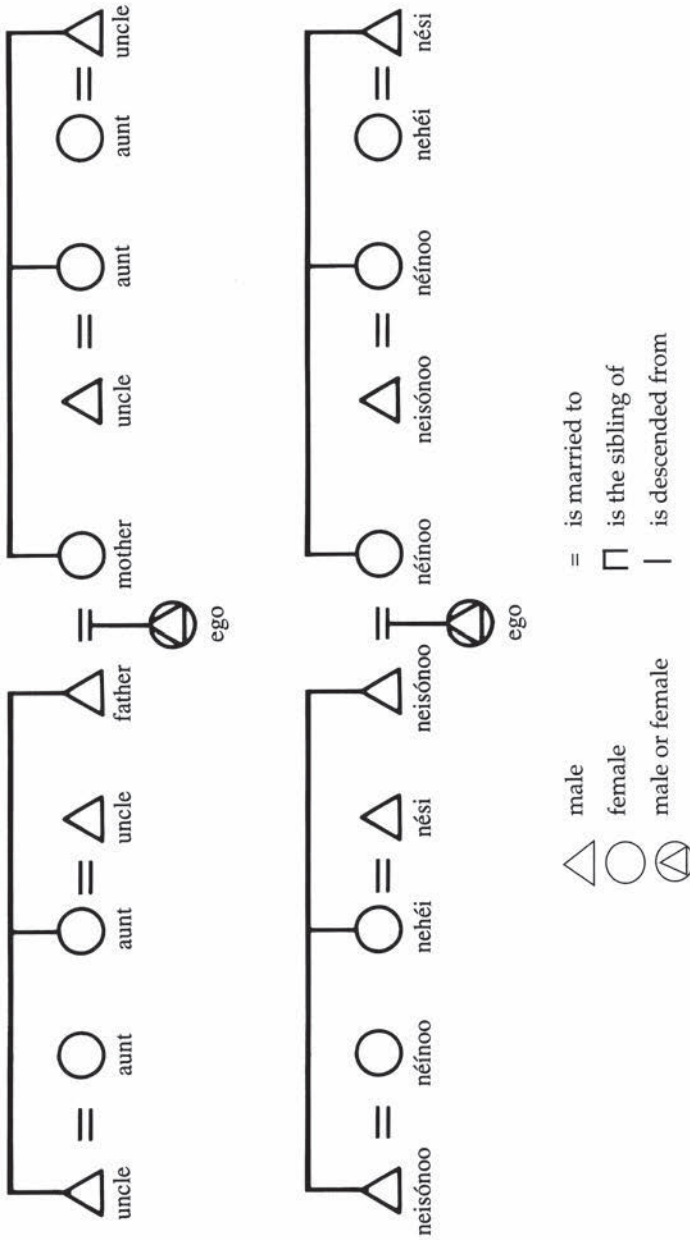 uncle aunt aunt uncle father mother uncle aunt aunt uncle
ego
neisónoo néínoo nehéi nési neisónoo néínoo neisónoo néínoo nehéi nési
ego
male = is married to
female is the sibling of
male or female | is descended from